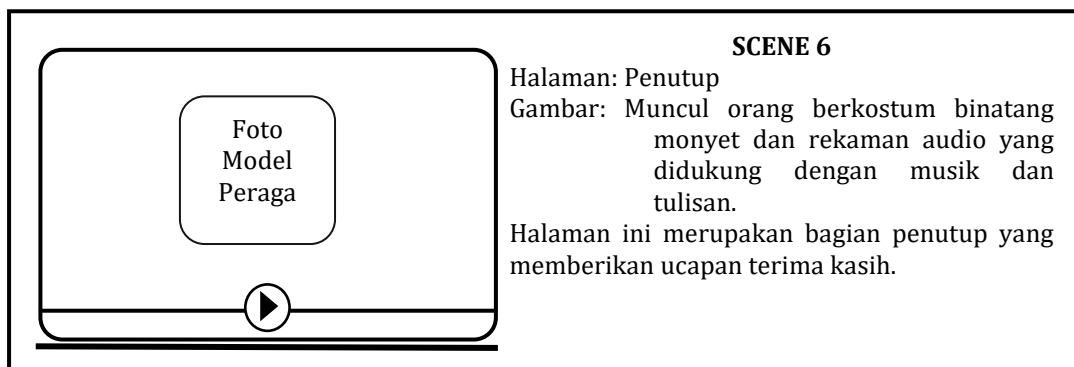 Foto
Model
Peraga
SCENE 6
Halaman: Penutup
Gambar: Muncul orang berkostum binatang
monyet dan rekaman audio yang
didukung dengan musik dan
tulisan.
Halaman ini merupakan bagian penutup yang
memberikan ucapan terima kasih.